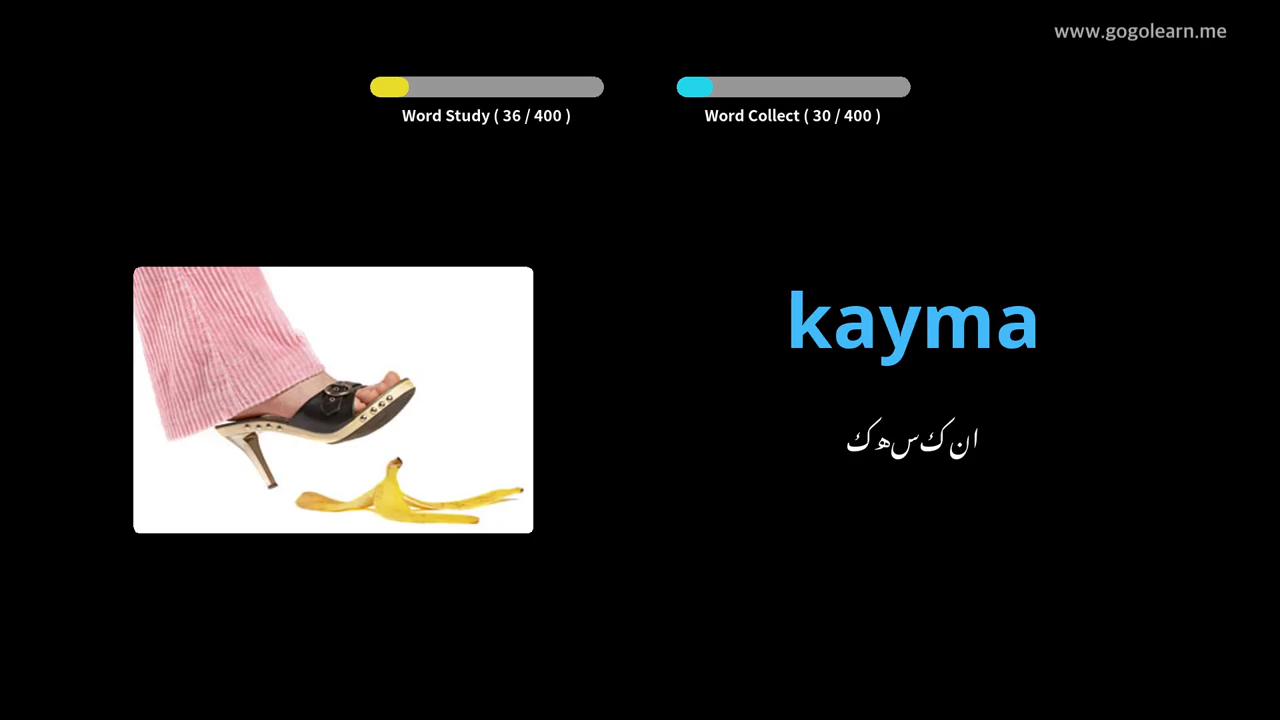 www.gogolearn.me
Word Study ( 36 / 400 )
Word Collect ( 30 / 400 )
kayma
ان ك س ه ك